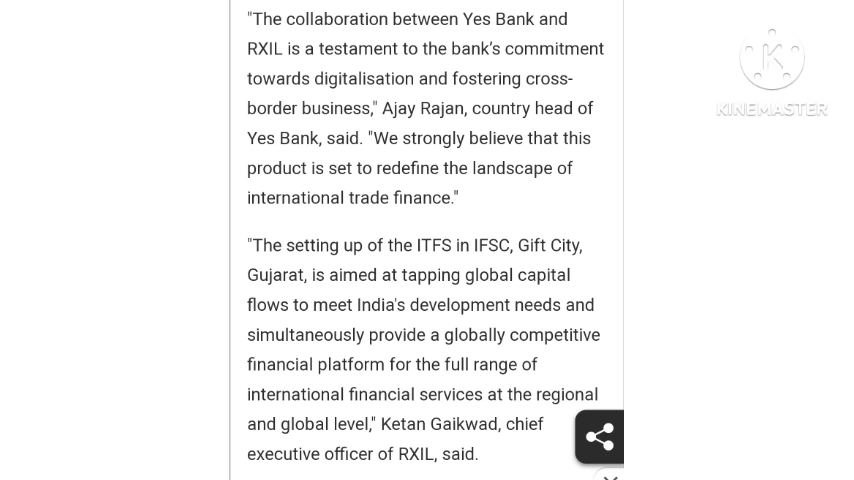 "The collaboration between Yes Bank and
RXIL is a testament to the bank’s commitment
towards digitalisation and fostering cross-
border business," Ajay Rajan, country head of
Yes Bank, said. "We strongly believe that this
product is set to redefine the landscape of
international trade finance."
"The setting up of the ITFS in IFSC, Gift City,
Gujarat, is aimed at tapping global capital
flows to meet India's development needs and
simultaneously provide a globally competitive
financial platform for the full range of
international financial services at the regional
and global level," Ketan Gaikwad, chief
executive officer of RXIL, said.
K
KINEMASTER